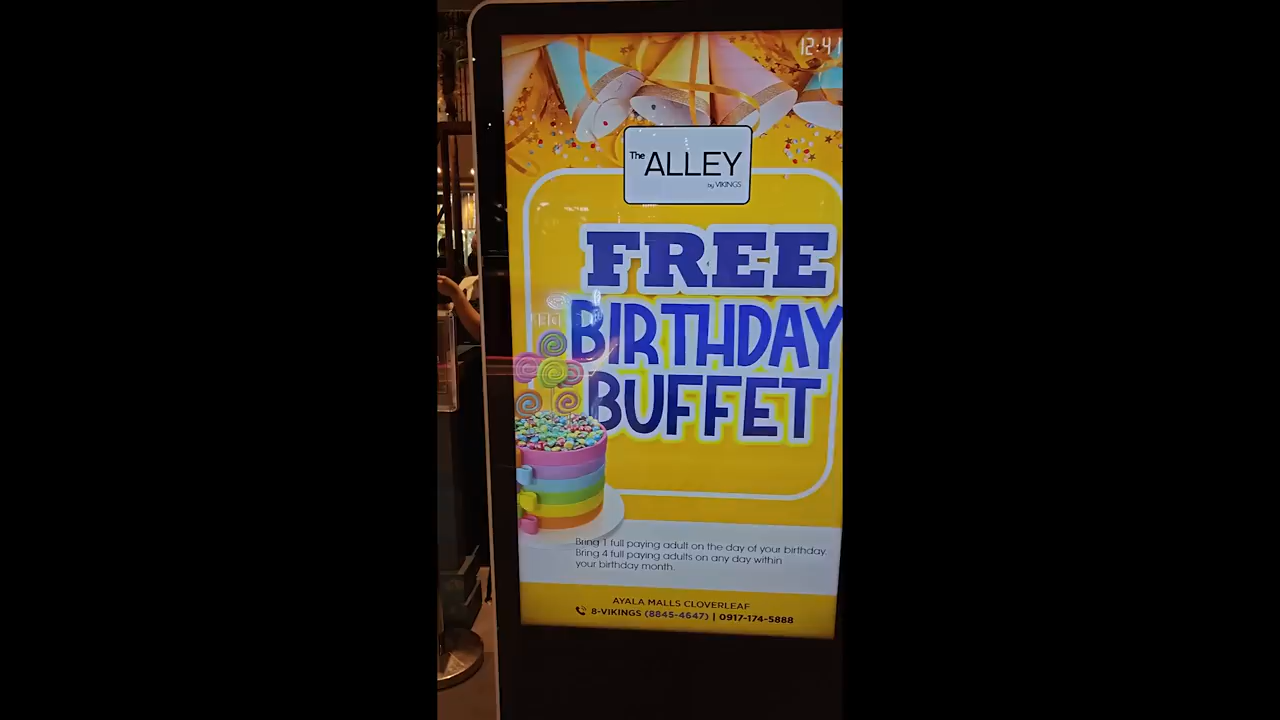 12:41
The ALLEY
by VIKINGS
FREE
BIRTHDAY
BUFFET
Bring 1 full paying adult on the day of your birthday.
Bring 4 full paying adults on any day within
your birthday month.
AYALA MALLS CLOVERLEAF
8-VIKINGS (8845-4647) | 0917-174-5888